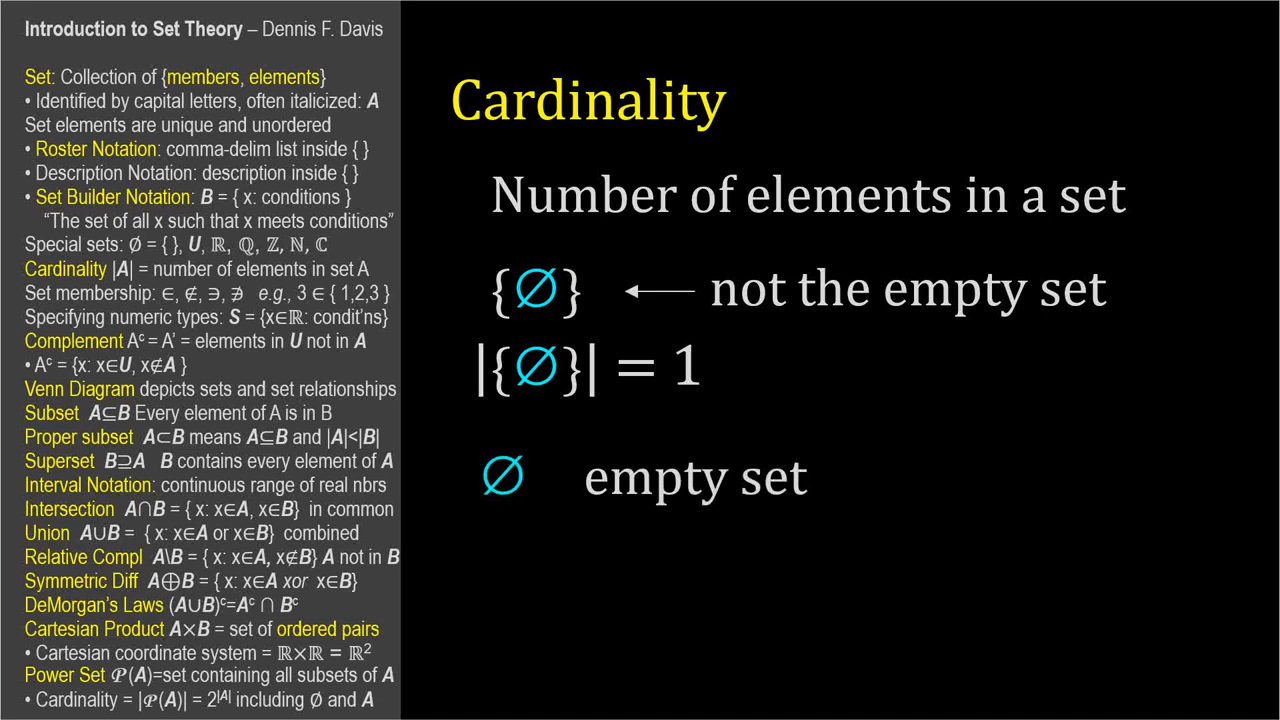 Introduction to Set Theory – Dennis F. Davis
Set: Collection of {members, elements}
• Identified by capital letters, often italicized: A
Set elements are unique and unordered
• Roster Notation: comma-delim list inside { }
• Description Notation: description inside { }
• Set Builder Notation: B = { x: conditions }
“The set of all x such that x meets conditions”
Special sets: ∅ = { }, U, ℝ, ℚ, ℤ, ℕ, ℂ
Cardinality |A| = number of elements in set A
Set membership: ∈, ∉, ∋, ∌ e.g., 3 ∈ { 1,2,3 }
Specifying numeric types: S = {x∈ℝ: condit’ns}
Complement Aᶜ = A’ = elements in U not in A
• Aᶜ = {x: x∈U, x∉A }
Venn Diagram depicts sets and set relationships
Subset A⊆B Every element of A is in B
Proper subset A⊂B means A⊆B and |A|<|B|
Superset B⊇A B contains every element of A
Interval Notation: continuous range of real nbrs
Intersection A∩B = { x: x∈A, x∈B} in common
Union A∪B = { x: x∈A or x∈B} combined
Relative Compl A\B = { x: x∈A, x∉B} A not in B
Symmetric Diff A⊕B = { x: x∈A xor x∈B}
DeMorgan’s Laws (A∪B)ᶜ=Aᶜ ∩ Bᶜ
Cartesian Product A×B = set of ordered pairs
• Cartesian coordinate system = ℝ×ℝ = ℝ²
Power Set 𝒫(A)=set containing all subsets of A
• Cardinality = |𝒫(A)| = 2^|A| including ∅ and A
Cardinality
Number of elements in a set
{∅} ← not the empty set
|{∅}| = 1
∅ empty set